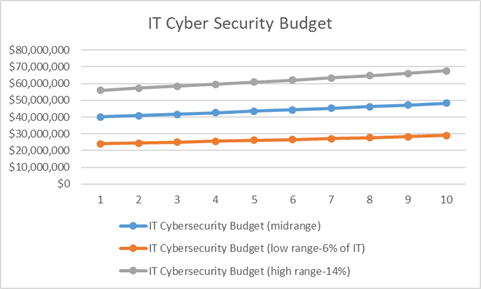 IT Cyber Security Budget
$80,000,000
$70,000,000
$60,000,000
$50,000,000
$40,000,000
$30,000,000
$20,000,000
$10,000,000
$0
1 2 3 4 5 6 7 8 9 10
IT Cybersecurity Budget (midrange)
IT Cybersecurity Budget (low range-6% of IT)
IT Cybersecurity Budget (high range-14%)